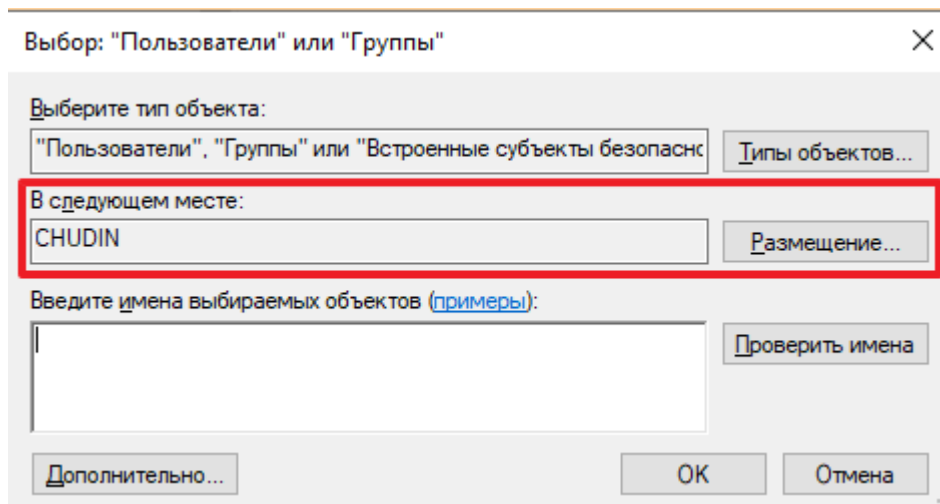 Выбор: "Пользователи" или "Группы"
Выберите тип объекта:
"Пользователи", "Группы" или "Встроенные субъекты безопасно
Типы объектов...
В следующем месте:
CHUDIN
Размещение...
Введите имена выбираемых объектов (примеры):
Проверить имена
Дополнительно...
OK
Отмена